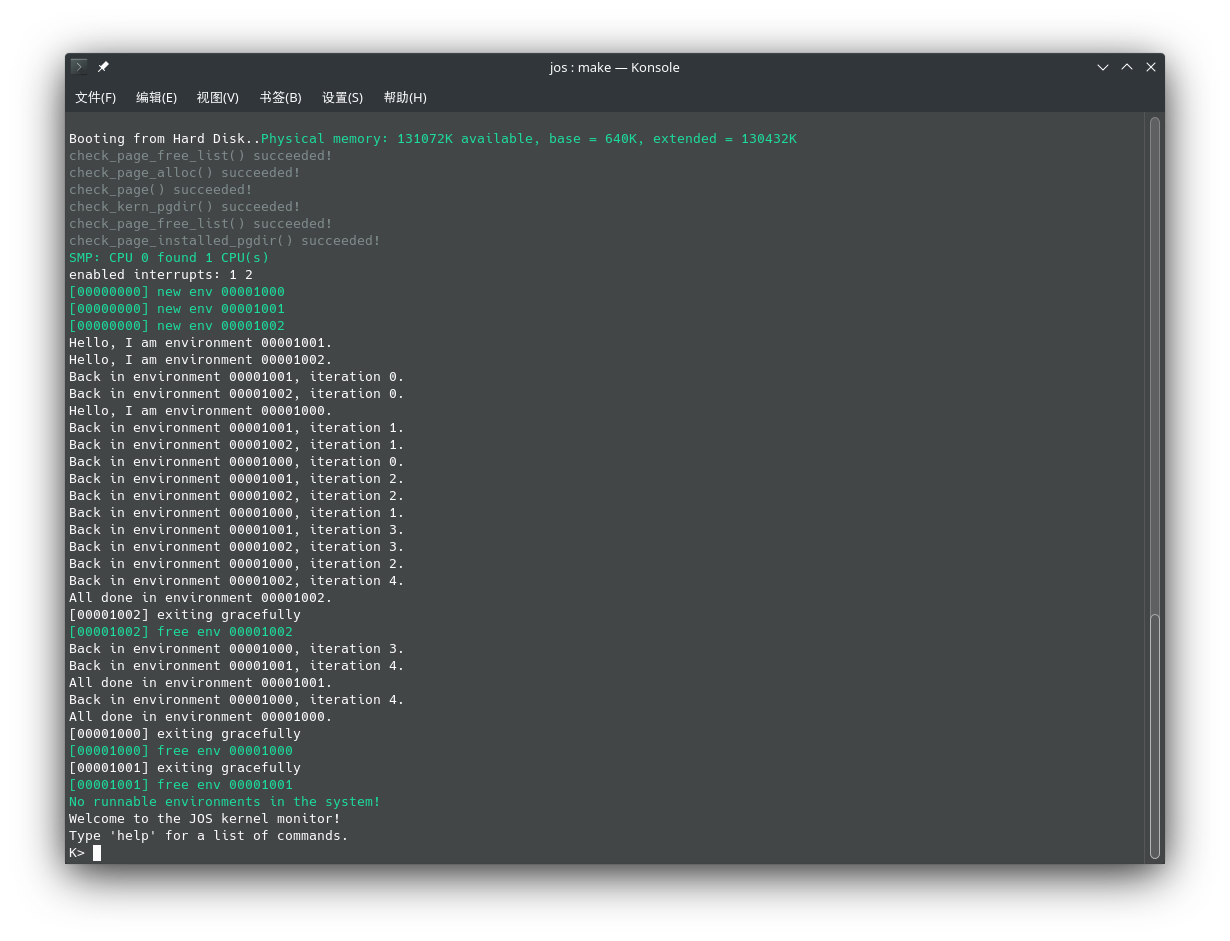 jos : make — Konsole
文件(F) 编辑(E) 视图(V) 书签(B) 设置(S) 帮助(H)
Booting from Hard Disk..Physical memory: 131072K available, base = 640K, extended = 130432K
check_page_free_list() succeeded!
check_page_alloc() succeeded!
check_page() succeeded!
check_kern_pgdir() succeeded!
check_page_free_list() succeeded!
check_page_installed_pgdir() succeeded!
SMP: CPU 0 found 1 CPU(s)
enabled interrupts: 1 2
[00000000] new env 00001000
[00000000] new env 00001001
[00000000] new env 00001002
Hello, I am environment 00001001.
Hello, I am environment 00001002.
Back in environment 00001001, iteration 0.
Back in environment 00001002, iteration 0.
Hello, I am environment 00001000.
Back in environment 00001001, iteration 1.
Back in environment 00001002, iteration 1.
Back in environment 00001000, iteration 0.
Back in environment 00001001, iteration 2.
Back in environment 00001002, iteration 2.
Back in environment 00001000, iteration 1.
Back in environment 00001001, iteration 3.
Back in environment 00001002, iteration 3.
Back in environment 00001000, iteration 2.
Back in environment 00001002, iteration 4.
All done in environment 00001002.
[00001002] exiting gracefully
[00001002] free env 00001002
Back in environment 00001000, iteration 3.
Back in environment 00001001, iteration 4.
All done in environment 00001001.
Back in environment 00001000, iteration 4.
All done in environment 00001000.
[00001000] exiting gracefully
[00001000] free env 00001000
[00001001] exiting gracefully
[00001001] free env 00001001
No runnable environments in the system!
Welcome to the JOS kernel monitor!
Type 'help' for a list of commands.
K>